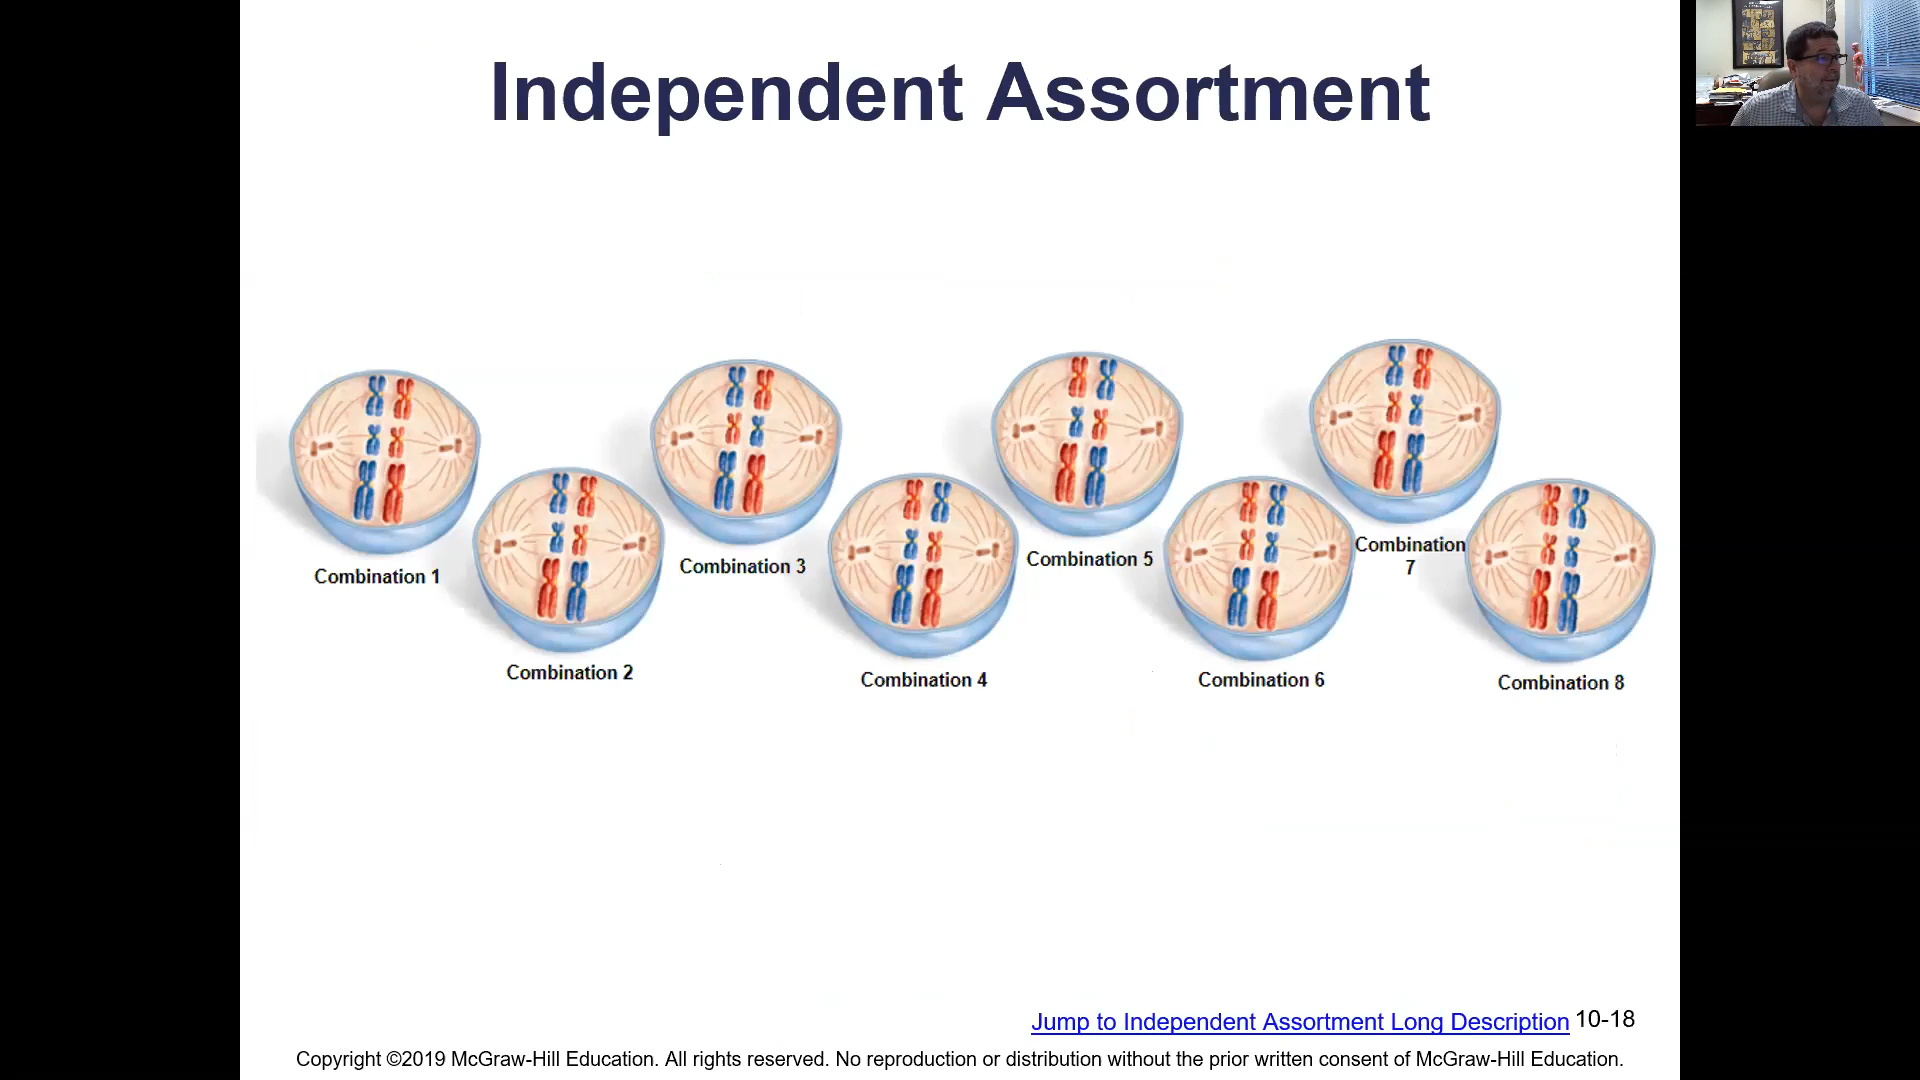 Independent Assortment
Combination 1
Combination 2
Combination 3
Combination 4
Combination 5
Combination 6
Combination
7
Combination 8
Jump to Independent Assortment Long Description 10-18
Copyright ©2019 McGraw-Hill Education. All rights reserved. No reproduction or distribution without the prior written consent of McGraw-Hill Education.